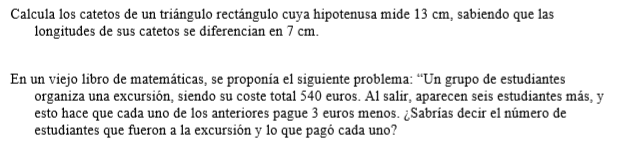 Calcula los catetos de un triángulo rectángulo cuya hipotenusa mide 13 cm, sabiendo que las
longitudes de sus catetos se diferencian en 7 cm.
En un viejo libro de matemáticas, se proponía el siguiente problema: “Un grupo de estudiantes
organiza una excursión, siendo su coste total 540 euros. Al salir, aparecen seis estudiantes más, y
esto hace que cada uno de los anteriores pague 3 euros menos. ¿Sabrías decir el número de
estudiantes que fueron a la excursión y lo que pagó cada uno?